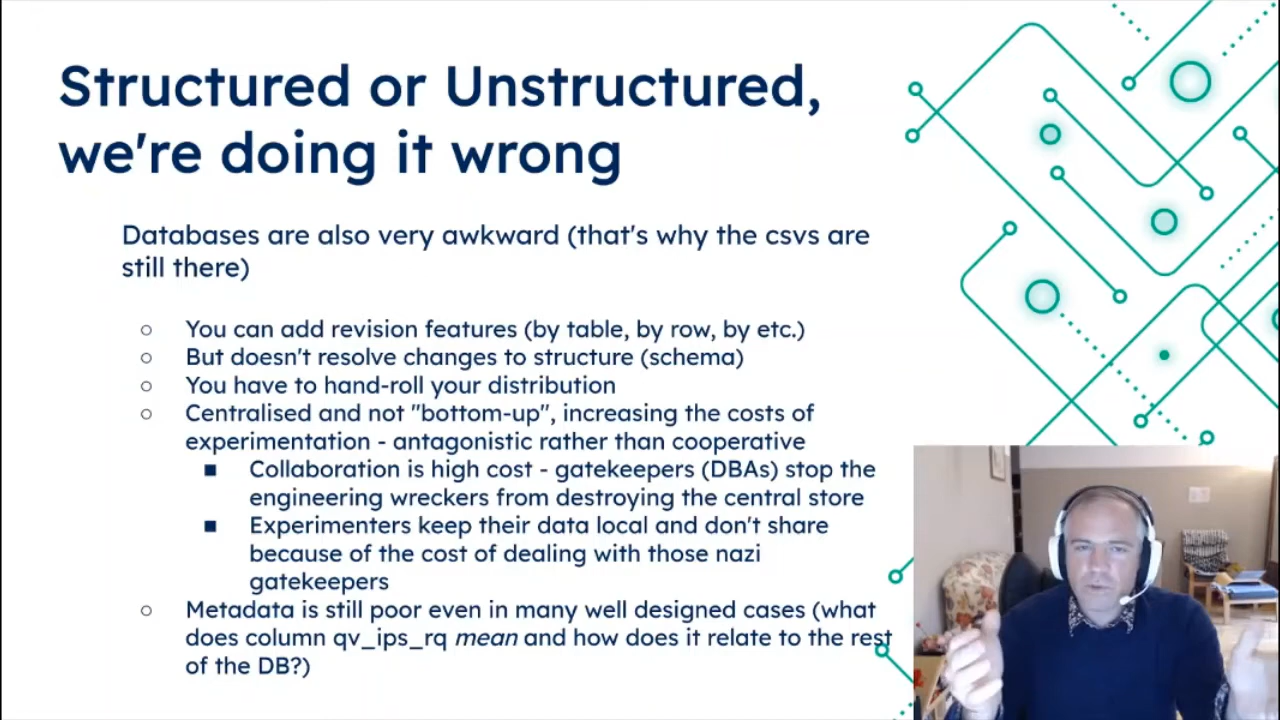 Structured or Unstructured,
we're doing it wrong
Databases are also very awkward (that's why the csvs are
still there)
○ You can add revision features (by table, by row, by etc.)
○ But doesn't resolve changes to structure (schema)
○ You have to hand-roll your distribution
○ Centralised and not "bottom-up", increasing the costs of
experimentation - antagonistic rather than cooperative
■ Collaboration is high cost - gatekeepers (DBAs) stop the
engineering wreckers from destroying the central store
■ Experimenters keep their data local and don't share
because of the cost of dealing with those nazi
gatekeepers
○ Metadata is still poor even in many well designed cases (what
does column qv_ips_rq mean and how does it relate to the rest
of the DB?)